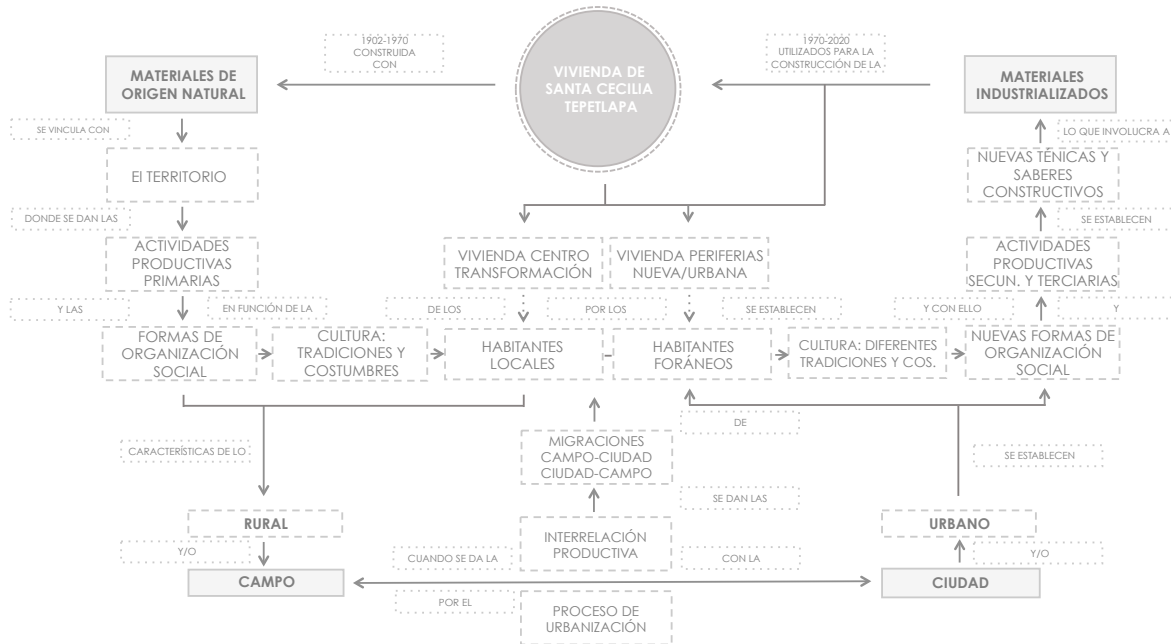 1902-1970
CONSTRUIDA
CON
1970-2020
UTILIZADOS PARA LA
CONSTRUCCIÓN DE LA
VIVIENDA DE
SANTA CECILIA
TEPETLAPA
MATERIALES DE
ORIGEN NATURAL
MATERIALES
INDUSTRIALIZADOS
SE VINCULA CON
LO QUE INVOLUCRA A
El TERRITORIO
NUEVAS TÉNICAS Y
SABERES
CONSTRUCTIVOS
DONDE SE DAN LAS
SE ESTABLECEN
ACTIVIDADES
PRODUCTIVAS
PRIMARIAS
VIVIENDA CENTRO
TRANSFORMACIÓN
VIVIENDA PERIFERIAS
NUEVA/URBANA
ACTIVIDADES
PRODUCTIVAS
SECUN. Y TERCIARIAS
Y LAS
EN FUNCIÓN DE LA
DE LOS
POR LOS
SE ESTABLECEN
Y CON ELLO
Y
FORMAS DE
ORGANIZACIÓN
SOCIAL
CULTURA:
TRADICIONES Y
COSTUMBRES
HABITANTES
LOCALES
HABITANTES
FORÁNEOS
CULTURA: DIFERENTES
TRADICIONES Y COS.
NUEVAS FORMAS DE
ORGANIZACIÓN
SOCIAL
DE
CARACTERÍSTICAS DE LO
MIGRACIONES
CAMPO-CIUDAD
CIUDAD-CAMPO
SE ESTABLECEN
SE DAN LAS
RURAL
INTERRELACIÓN
PRODUCTIVA
URBANO
Y/O
CUANDO SE DA LA
CON LA
Y/O
CAMPO
CIUDAD
POR EL
PROCESO DE
URBANIZACIÓN